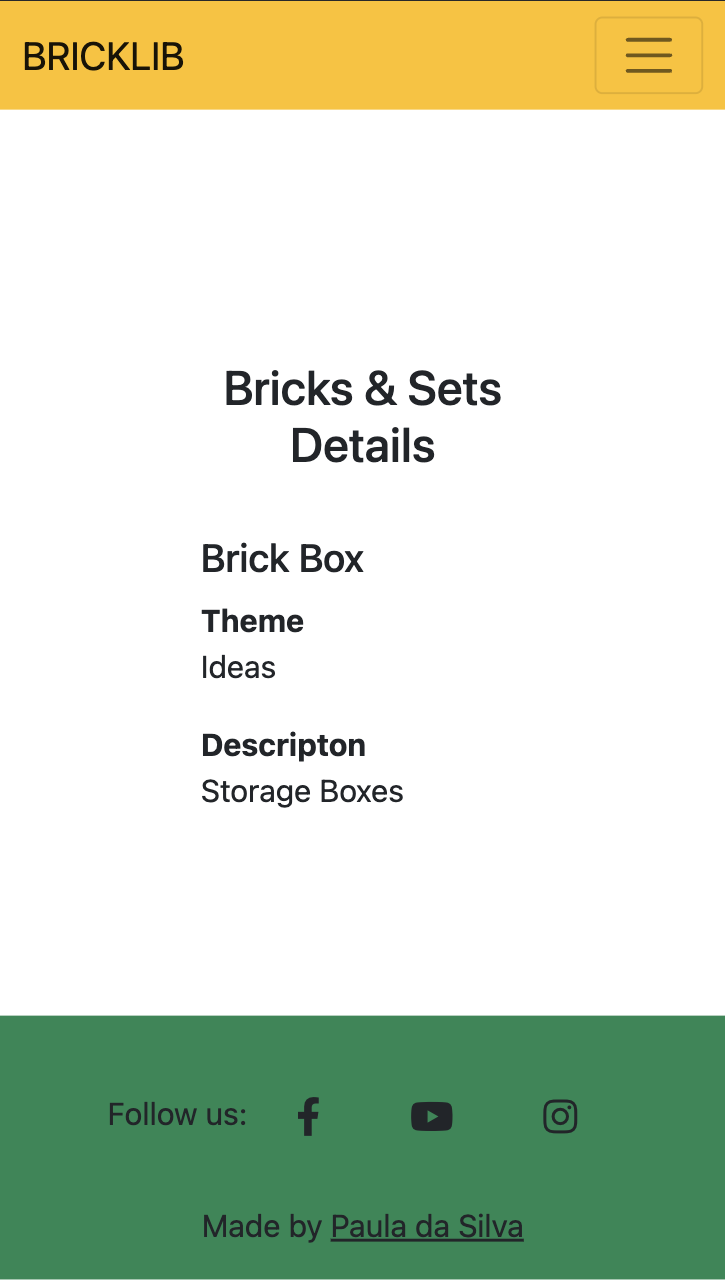 BRICKLIB
Bricks & Sets
Details
Brick Box
Theme
Ideas
Descripton
Storage Boxes
Follow us:
Made by Paula da Silva